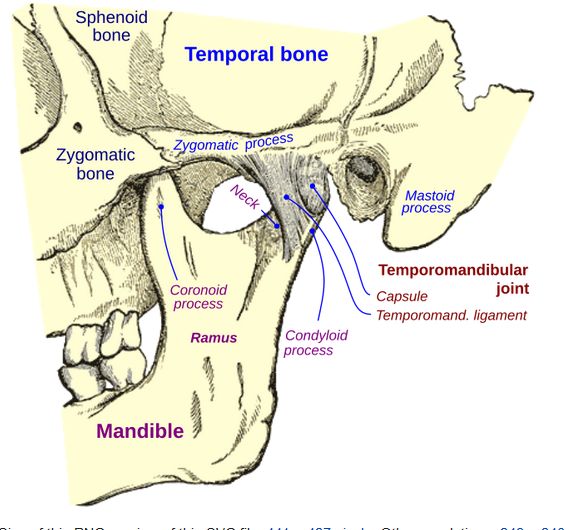 Sphenoid
bone
Temporal bone
Zygomatic process
Zygomatic
bone
Neck
Mastoid
process
Temporomandibular
joint
Capsule
Temporomand. ligament
Coronoid
process
Ramus
Condyloid
process
Mandible